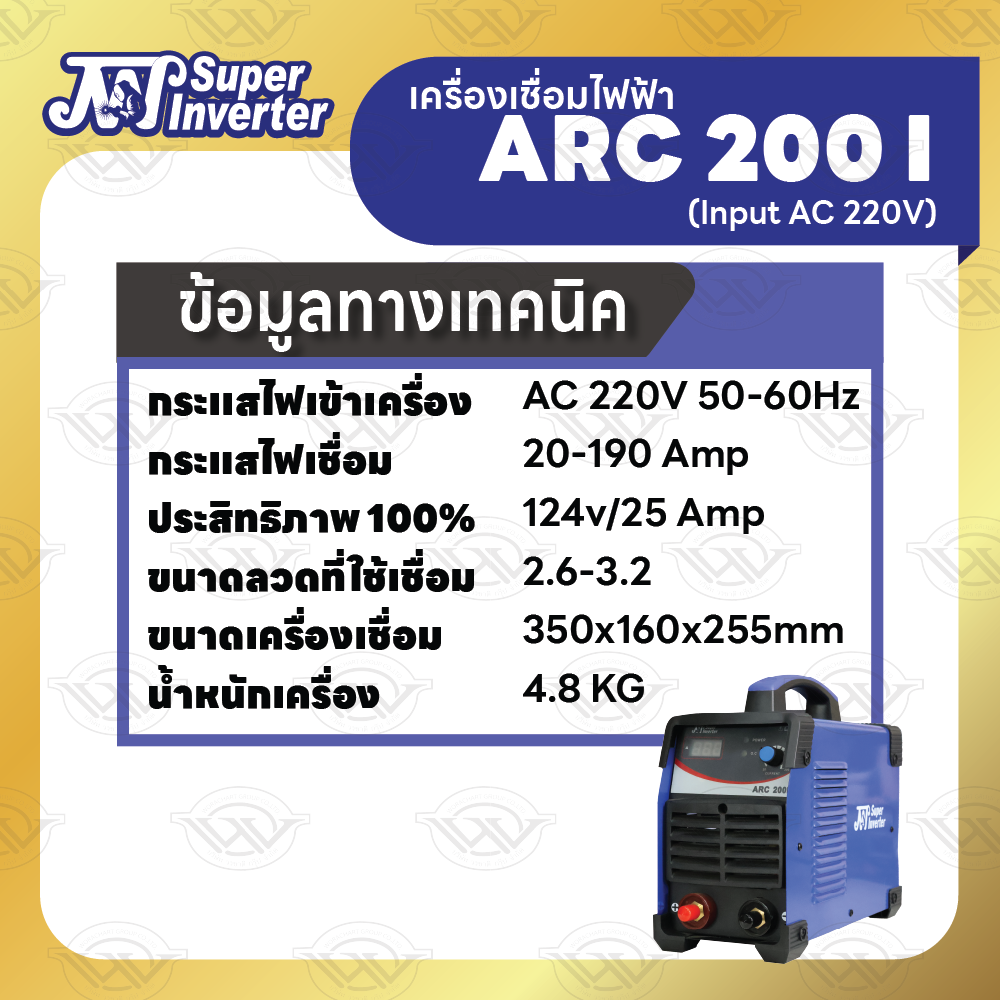 JW Super
Inverter
เครื่องเชื่อมไฟฟ้า
ARC 200 I
(Input AC 220V)
ข้อมูลทางเทคนิค
กระแสไฟเข้าเครื่อง AC 220V 50-60Hz
กระแสไฟเชื่อม 20-190 Amp
ประสิทธิภาพ 100% 124v/25 Amp
ขนาดลวดที่ใช้เชื่อม 2.6-3.2
ขนาดเครื่องเชื่อม 350x160x255mm
น้ำหนักเครื่อง 4.8 KG
Inverter
POWER
ARC 200
JW Super
Inverter